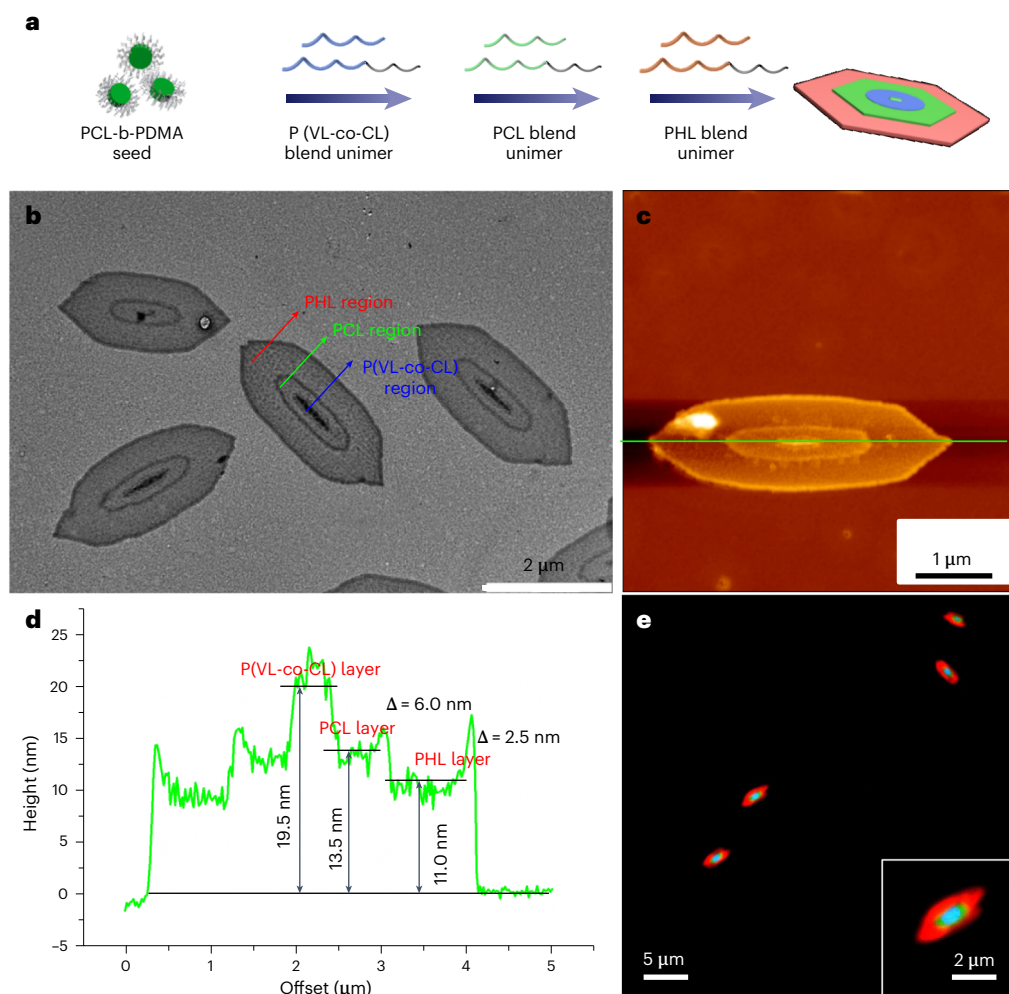 a
PCL-b-PDMA
seed
P (VL-co-CL)
blend unimer
PCL blend
unimer
PHL blend
unimer
b
PHL region
PCL region
P(VL-co-CL)
region
2 μm
c
1 μm
d
25
20
15
10
5
0
−5
Height (nm)
P(VL-co-CL) layer
Δ = 6.0 nm
PCL layer
Δ = 2.5 nm
PHL layer
19.5 nm
13.5 nm
11.0 nm
0
1
2
3
4
5
Offset (μm)
e
5 μm
2 μm